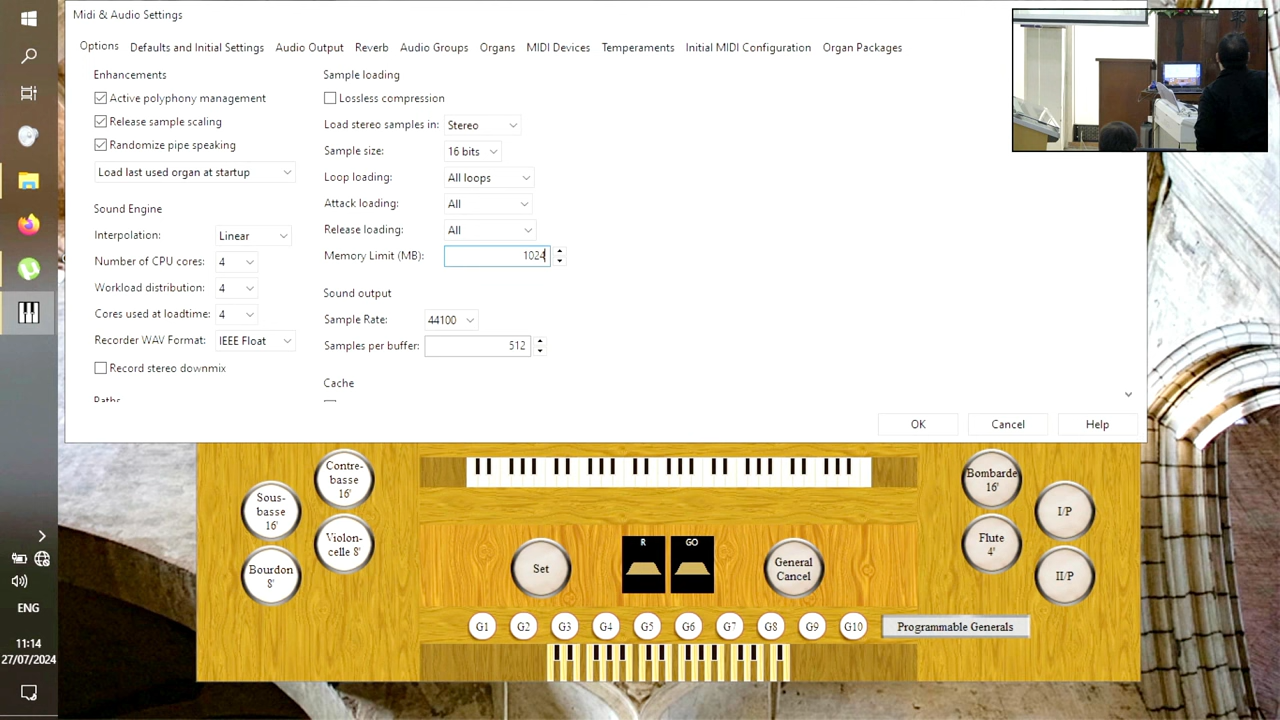 Midi & Audio Settings
Options Defaults and Initial Settings Audio Output Reverb Audio Groups Organs MIDI Devices Temperaments Initial MIDI Configuration Organ Packages
Enhancements
Active polyphony management
Release sample scaling
Randomize pipe speaking
Load last used organ at startup
Sound Engine
Interpolation: Linear
Number of CPU cores: 4
Workload distribution: 4
Cores used at loadtime: 4
Recorder WAV Format: IEEE Float
Record stereo downmix
Paths
Sample loading
Lossless compression
Load stereo samples in: Stereo
Sample size: 16 bits
Loop loading: All loops
Attack loading: All
Release loading: All
Memory Limit (MB): 1024
Sound output
Sample Rate: 44100
Samples per buffer: 512
Cache
OK Cancel Help
Contre-
basse
16'
Sous-
basse
16'
Violon-
celle 8'
Bourdon
8'
Set
R
GO
General
Cancel
Bombarde
16'
I/P
Flute
4'
II/P
G1 G2 G3 G4 G5 G6 G7 G8 G9 G10 Programmable Generals
ENG
11:14
27/07/2024